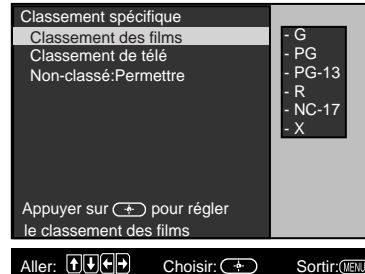 Classement spécifique
Classement des films
Classement de télé
Non-classé:Permettre
- G
- PG
- PG-13
- R
- NC-17
- X
Appuyer sur pour régler
le classement des films
Aller: Choisir: Sortir: MENU